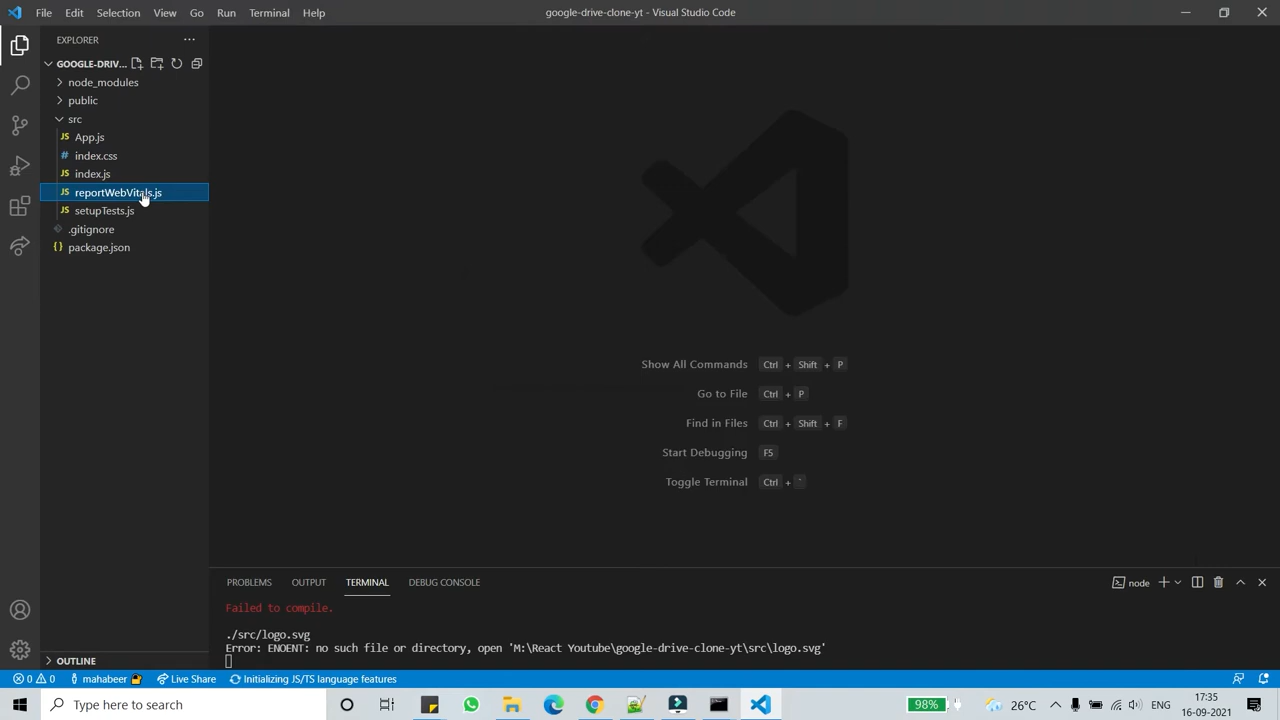 File Edit Selection View Go Run Terminal Help
google-drive-clone-yt - Visual Studio Code
EXPLORER
GOOGLE-DRIV...
node_modules
public
src
JS App.js
# index.css
JS index.js
JS reportWebVitals.js
JS setupTests.js
.gitignore
{} package.json
Show All Commands Ctrl + Shift + P
Go to File Ctrl + P
Find in Files Ctrl + Shift + F
Start Debugging F5
Toggle Terminal Ctrl + `
PROBLEMS OUTPUT TERMINAL DEBUG CONSOLE
node
Failed to compile.
./src/logo.svg
Error: ENOENT: no such file or directory, open 'M:\React Youtube\google-drive-clone-yt\src\logo.svg'
OUTLINE
0 0 mahabeer Live Share Initializing JS/TS language features
Type here to search
98%
26°C
ENG
17:35
16-09-2021